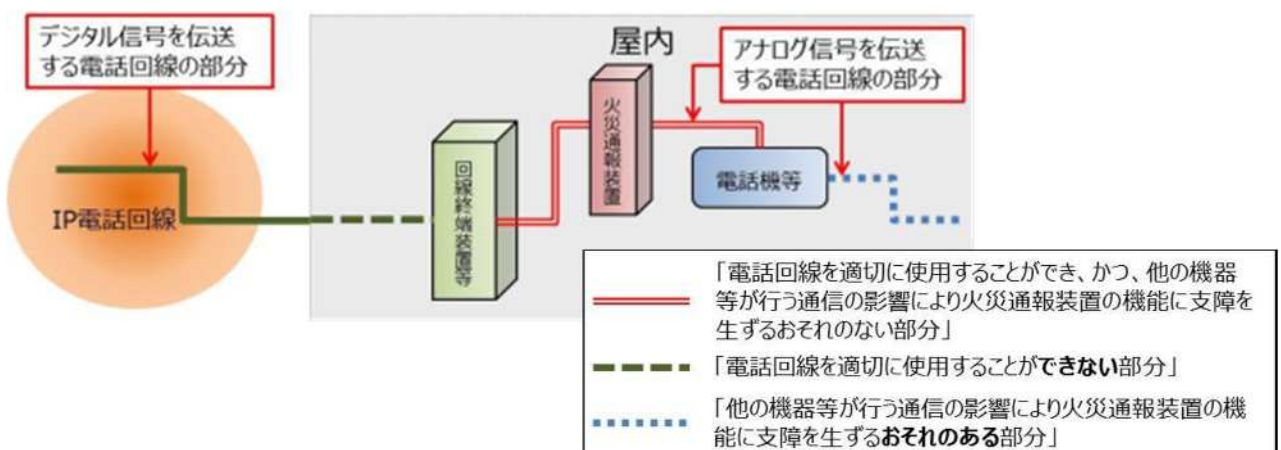 デジタル信号を伝送
する電話回線の部分
屋内
アナログ信号を伝送
する電話回線の部分
火災通報装置
回線終端装置等
電話機等
IP電話回線
「電話回線を適切に使用することができ、かつ、他の機器
等が行う通信の影響により火災通報装置の機能に支障を
生ずるおそれのない部分」
「電話回線を適切に使用することができない部分」
「他の機器等が行う通信の影響により火災通報装置の機
能に支障を生ずるおそれのある部分」